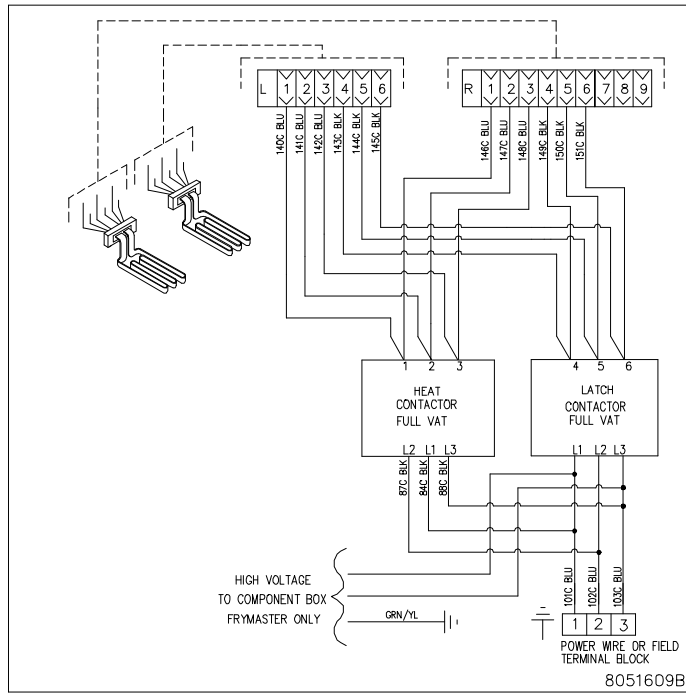 L 1 2 3 4 5 6
R 1 2 3 4 5 6 7 8 9
140C BLU
141C BLU
142C BLU
143C BLK
144C BLK
145C BLK
146C BLU
147C BLU
148C BLU
149C BLK
150C BLK
151C BLK
1 2 3
HEAT
CONTACTOR
FULL VAT
L2 L1 L3
4 5 6
LATCH
CONTACTOR
FULL VAT
L1 L2 L3
87C BLK
84C BLK
88C BLK
HIGH VOLTAGE
TO COMPONENT BOX
FRYMASTER ONLY
GRN/YL
101C BLU
102C BLU
103C BLU
1 2 3
POWER WIRE OR FIELD
TERMINAL BLOCK
8051609B